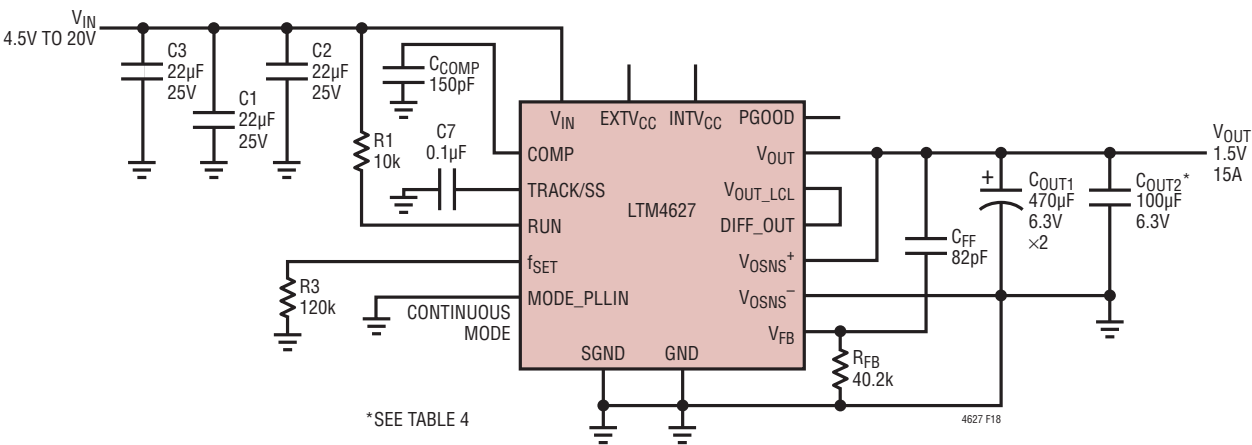 VIN
4.5V TO 20V
C3
22µF
25V
C1
22µF
25V
C2
22µF
25V
R1
10k
CCOMP
150pF
C7
0.1µF
R3
120k
CONTINUOUS
MODE
VIN
EXTVCC
INTVCC
PGOOD
COMP
TRACK/SS
RUN
fSET
MODE_PLLIN
SGND
GND
LTM4627
VOUT
VOUT_LCL
DIFF_OUT
VOSNS+
VOSNS–
VFB
CFF
82pF
RFB
40.2k
+
COUT1
470µF
6.3V
×2
COUT2*
100µF
6.3V
VOUT
1.5V
15A
*SEE TABLE 4
4627 F18